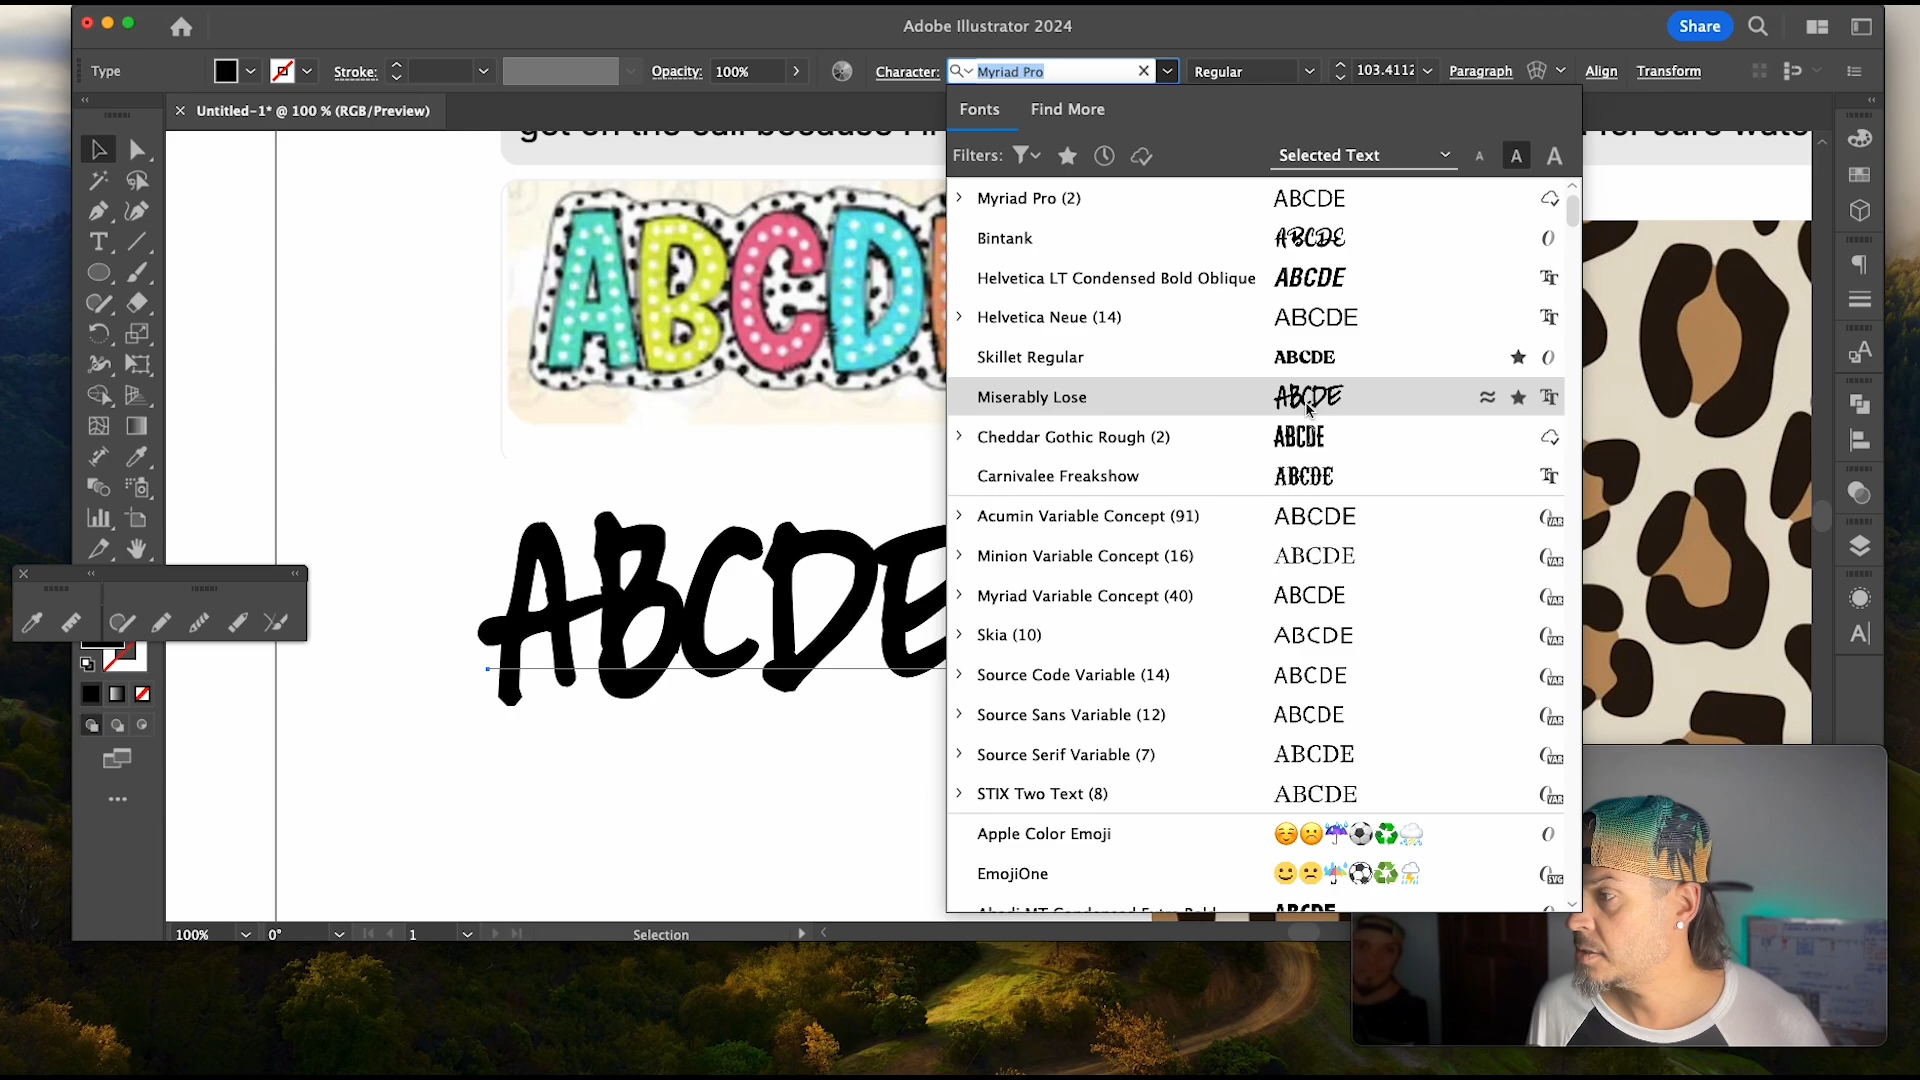 Adobe Illustrator 2024
Share
Type
Stroke:
Opacity: 100%
Character: Myriad Pro
Regular
103.4112
Paragraph
Align
Transform
Untitled-1* @ 100 % (RGB/Preview)
Fonts
Find More
Filters:
Selected Text
A A A
ABCD
ABCDE
Myriad Pro (2) ABCDE
Bintank ABCDE
Helvetica LT Condensed Bold Oblique ABCDE
Helvetica Neue (14) ABCDE
Skillet Regular ABCDE
Miserably Lose ABCDE
Cheddar Gothic Rough (2) ABCDE
Carnivalee Freakshow ABCDE
Acumin Variable Concept (91) ABCDE
Minion Variable Concept (16) ABCDE
Myriad Variable Concept (40) ABCDE
Skia (10) ABCDE
Source Code Variable (14) ABCDE
Source Sans Variable (12) ABCDE
Source Serif Variable (7) ABCDE
STIX Two Text (8) ABCDE
Apple Color Emoji
EmojiOne
100%
0°
1
Selection